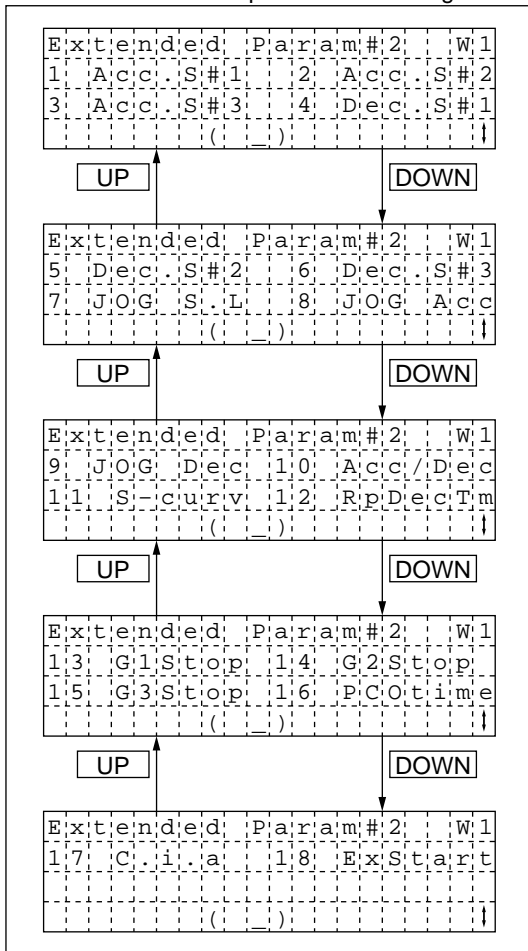 Extended Param#2 W1
1 Acc.S#1 2 Acc.S#2
3 Acc.S#3 4 Dec.S#1
( _ )
UP DOWN
Extended Param#2 W1
5 Dec.S#2 6 Dec.S#3
7 JOG S.L 8 JOG Acc
( _ )
UP DOWN
Extended Param#2 W1
9 JOG Dec 10 Acc/Dec
11 S-curv 12 RpDecTm
( _ )
UP DOWN
Extended Param#2 W1
13 G1Stop 14 G2Stop
15 G3Stop 16 PCOtime
( _ )
UP DOWN
Extended Param#2 W1
17 C.i.a 18 ExStart
( _ )